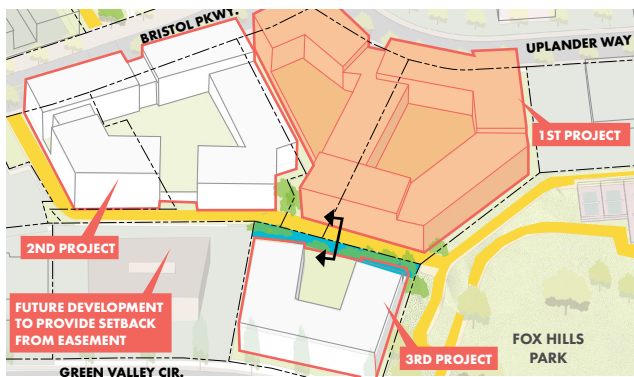 BRISTOL PKWY.
UPLANDER WAY
1ST PROJECT
2ND PROJECT
FUTURE DEVELOPMENT
TO PROVIDE SETBACK
FROM EASEMENT
3RD PROJECT
FOX HILLS
PARK
GREEN VALLEY CIR.